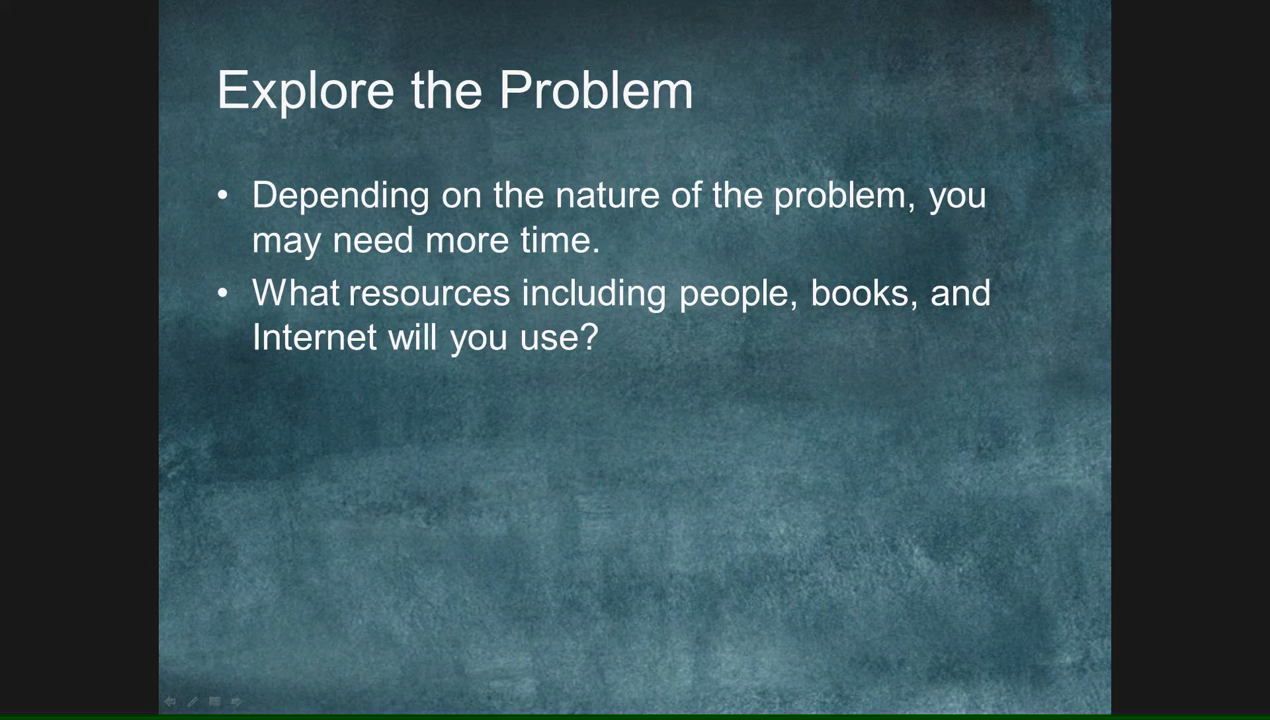 Explore the Problem
• Depending on the nature of the problem, you
may need more time.
• What resources including people, books, and
Internet will you use?